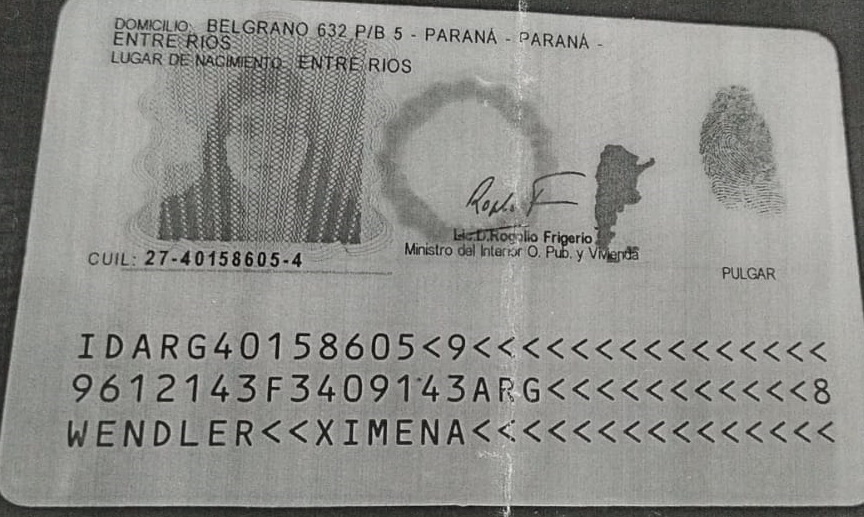 DOMICILIO: BELGRANO 632 P/B 5 - PARANÁ - PARANÁ -
ENTRE RIOS
LUGAR DE NACIMIENTO: ENTRE RIOS
Lic.D.Rogelio Frigerio
Ministro del Interior O. Pub. y Vivienda
CUIL: 27-40158605-4
PULGAR
IDARG40158605<9<<<<<<<<<<<<<<<
9612143F3409143ARG<<<<<<<<<<<8
WENDLER<<XIMENA<<<<<<<<<<<<<<<